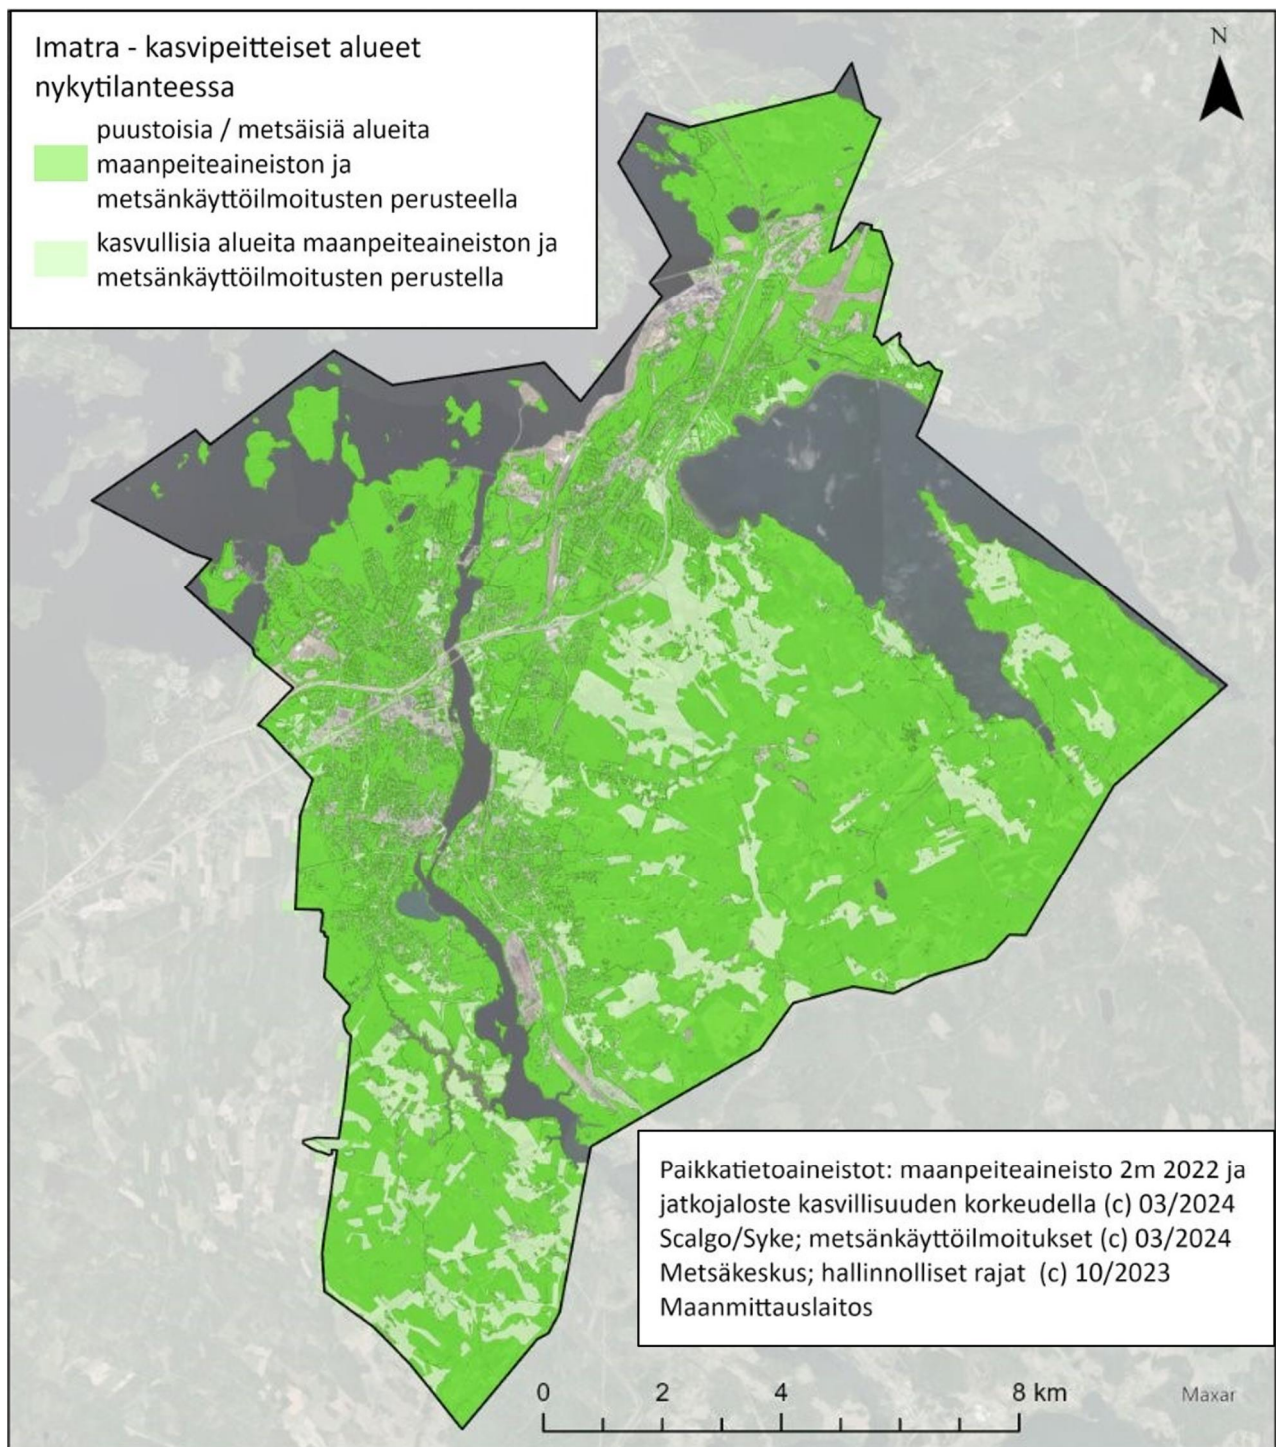 Imatra - kasvipeitteiset alueet
nykytilanteessa
puustoisia / metsäisiä alueita
maanpeiteaineiston ja
metsänkäyttöilmoitusten perusteella
kasvullisia alueita maanpeiteaineiston ja
metsänkäyttöilmoitusten perustella
N
Paikkatietoaineistot: maanpeiteaineisto 2m 2022 ja
jatkojaloste kasvillisuuden korkeudella (c) 03/2024
Scalgo/Syke; metsänkäyttöilmoitukset (c) 03/2024
Metsäkeskus; hallinnolliset rajat (c) 10/2023
Maanmittauslaitos
0 2 4 8 km
Maxar